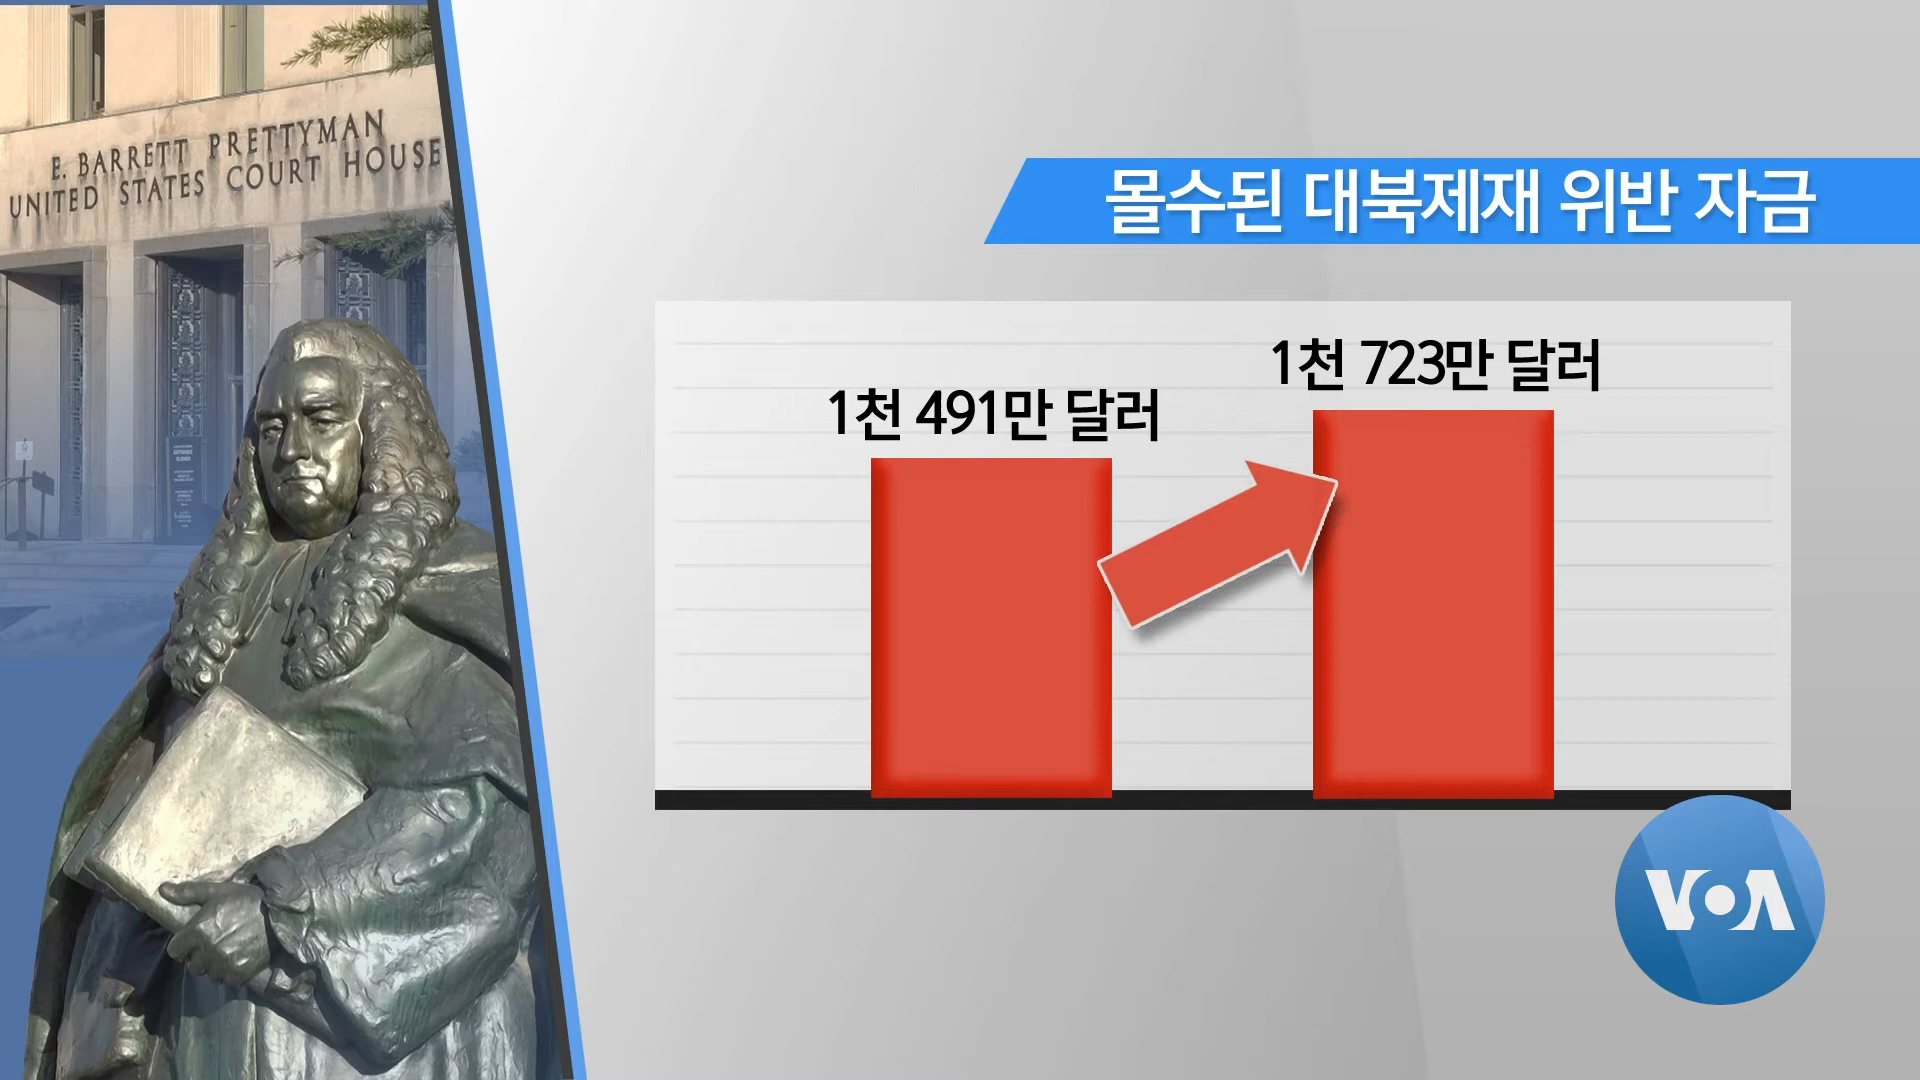 E. BARRETT PRETTYMAN
UNITED STATES COURT HOUSE
몰수된 대북제재 위반 자금
1천 491만 달러
1천 723만 달러
VOA